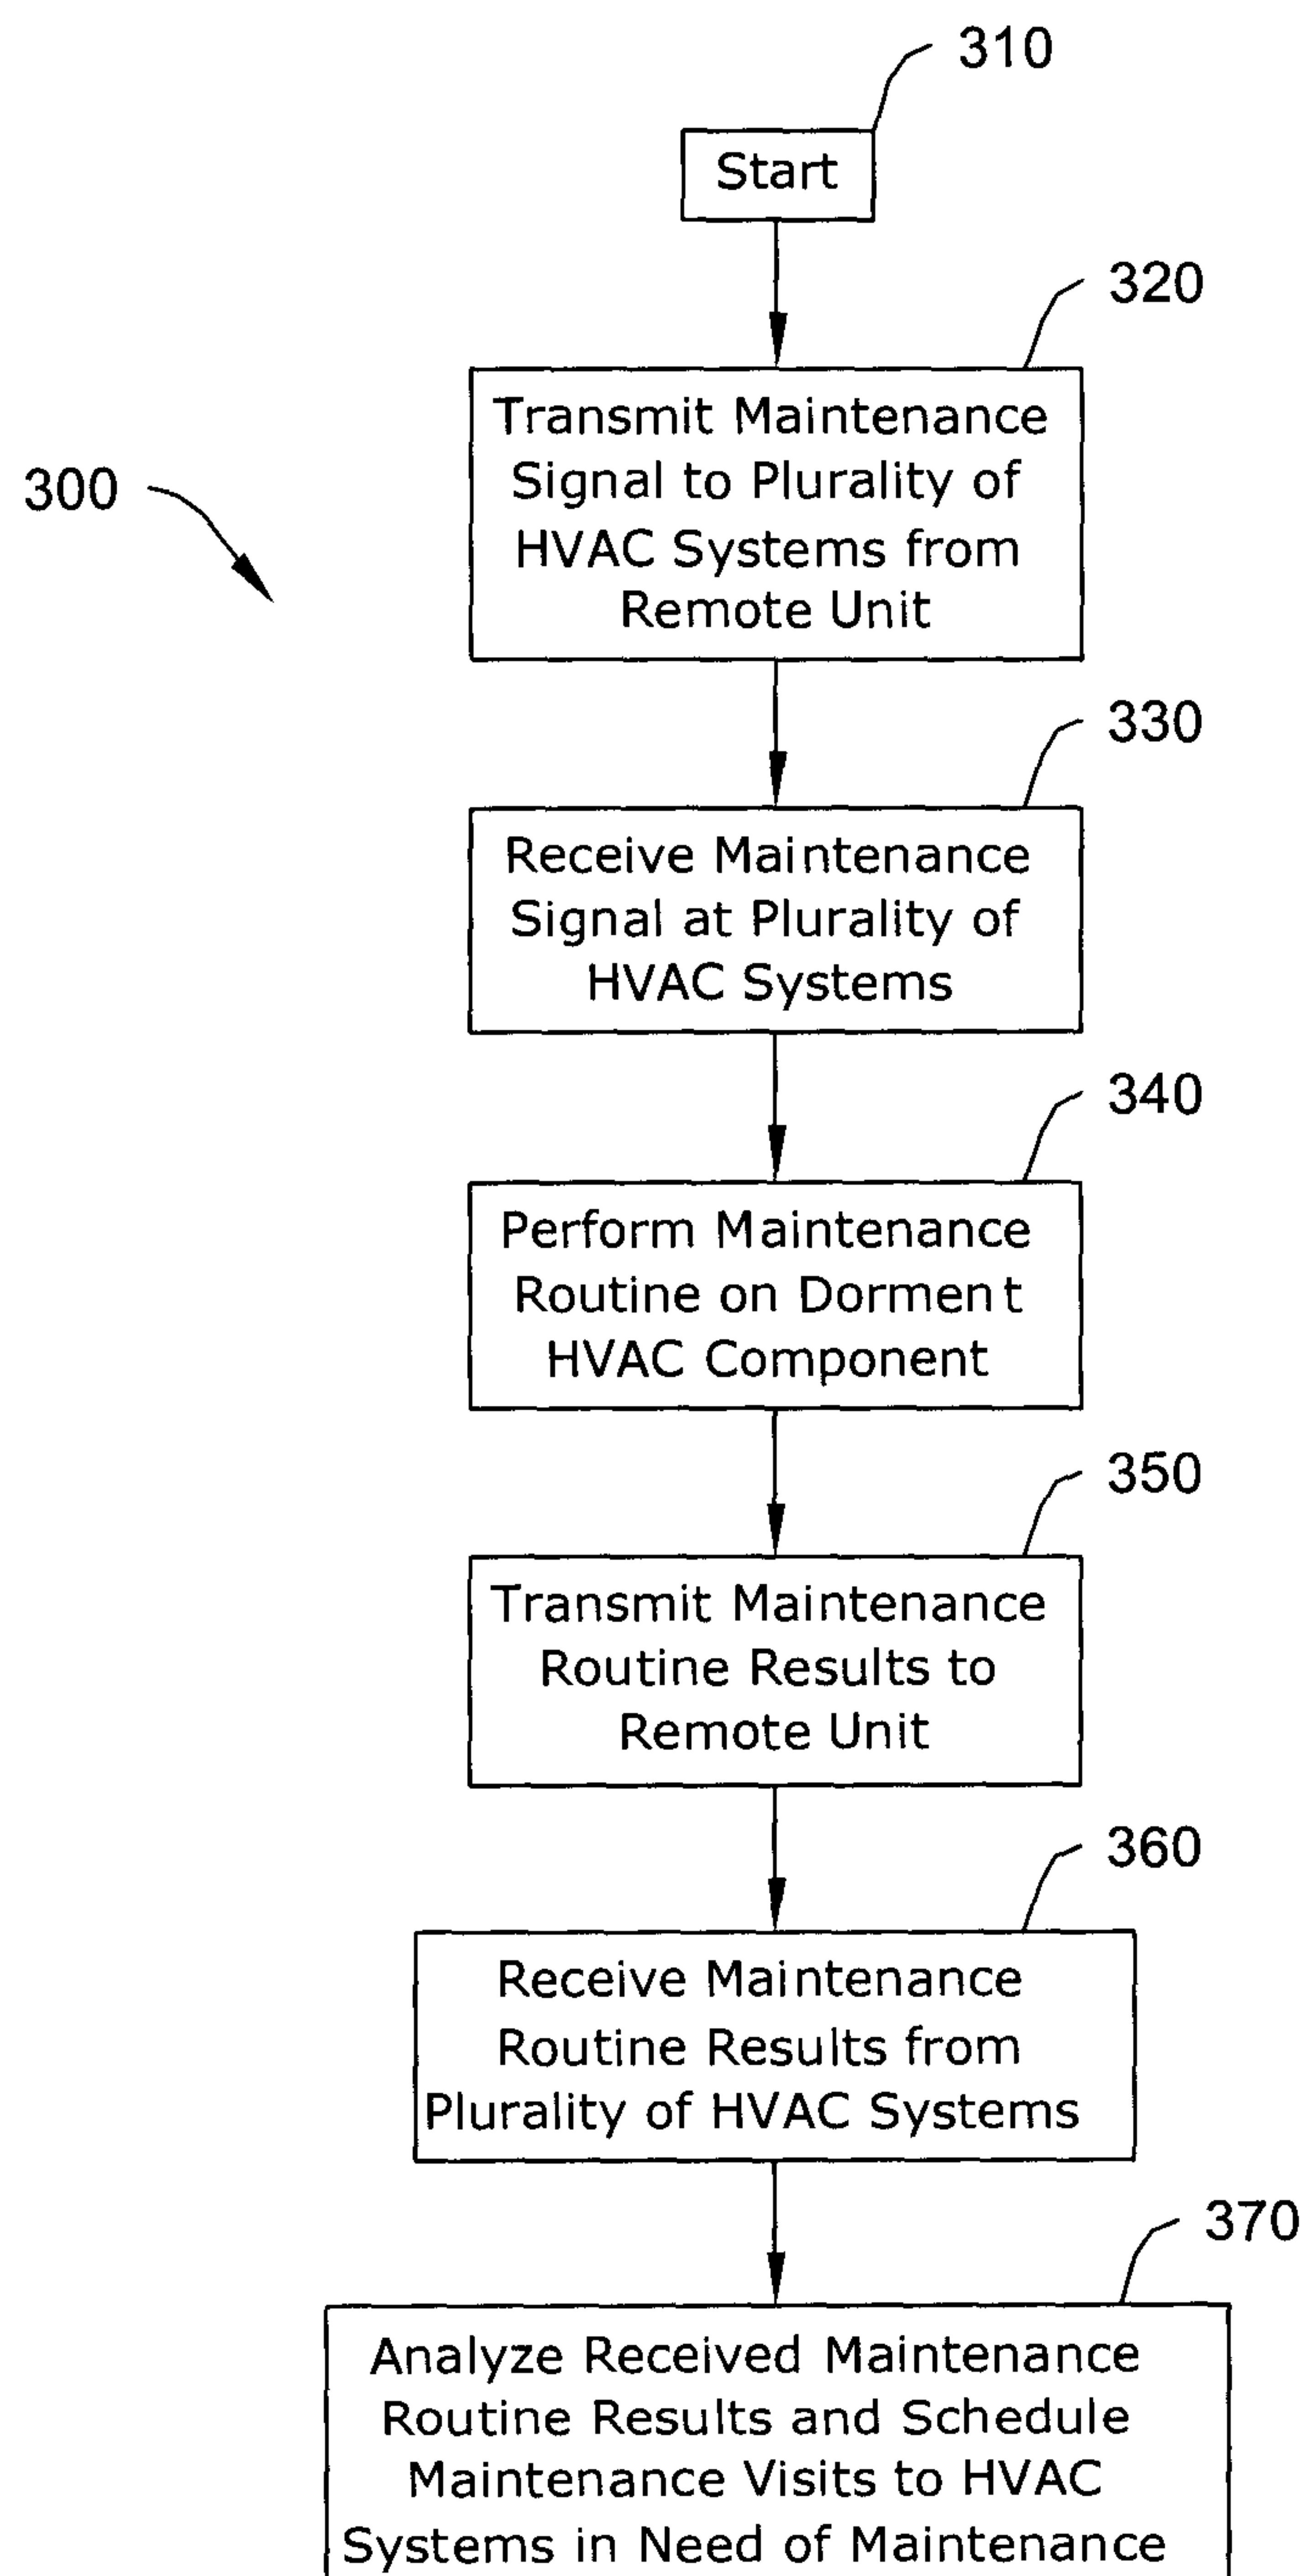 310
Start
320
Transmit Maintenance
Signal to Plurality of
HVAC Systems from
Remote Unit
300
330
Receive Maintenance
Signal at Plurality of
HVAC Systems
340
Perform Maintenance
Routine on Dorment
HVAC Component
350
Transmit Maintenance
Routine Results to
Remote Unit
360
Receive Maintenance
Routine Results from
Plurality of HVAC Systems
370
Analyze Received Maintenance
Routine Results and Schedule
Maintenance Visits to HVAC
Systems in Need of Maintenance